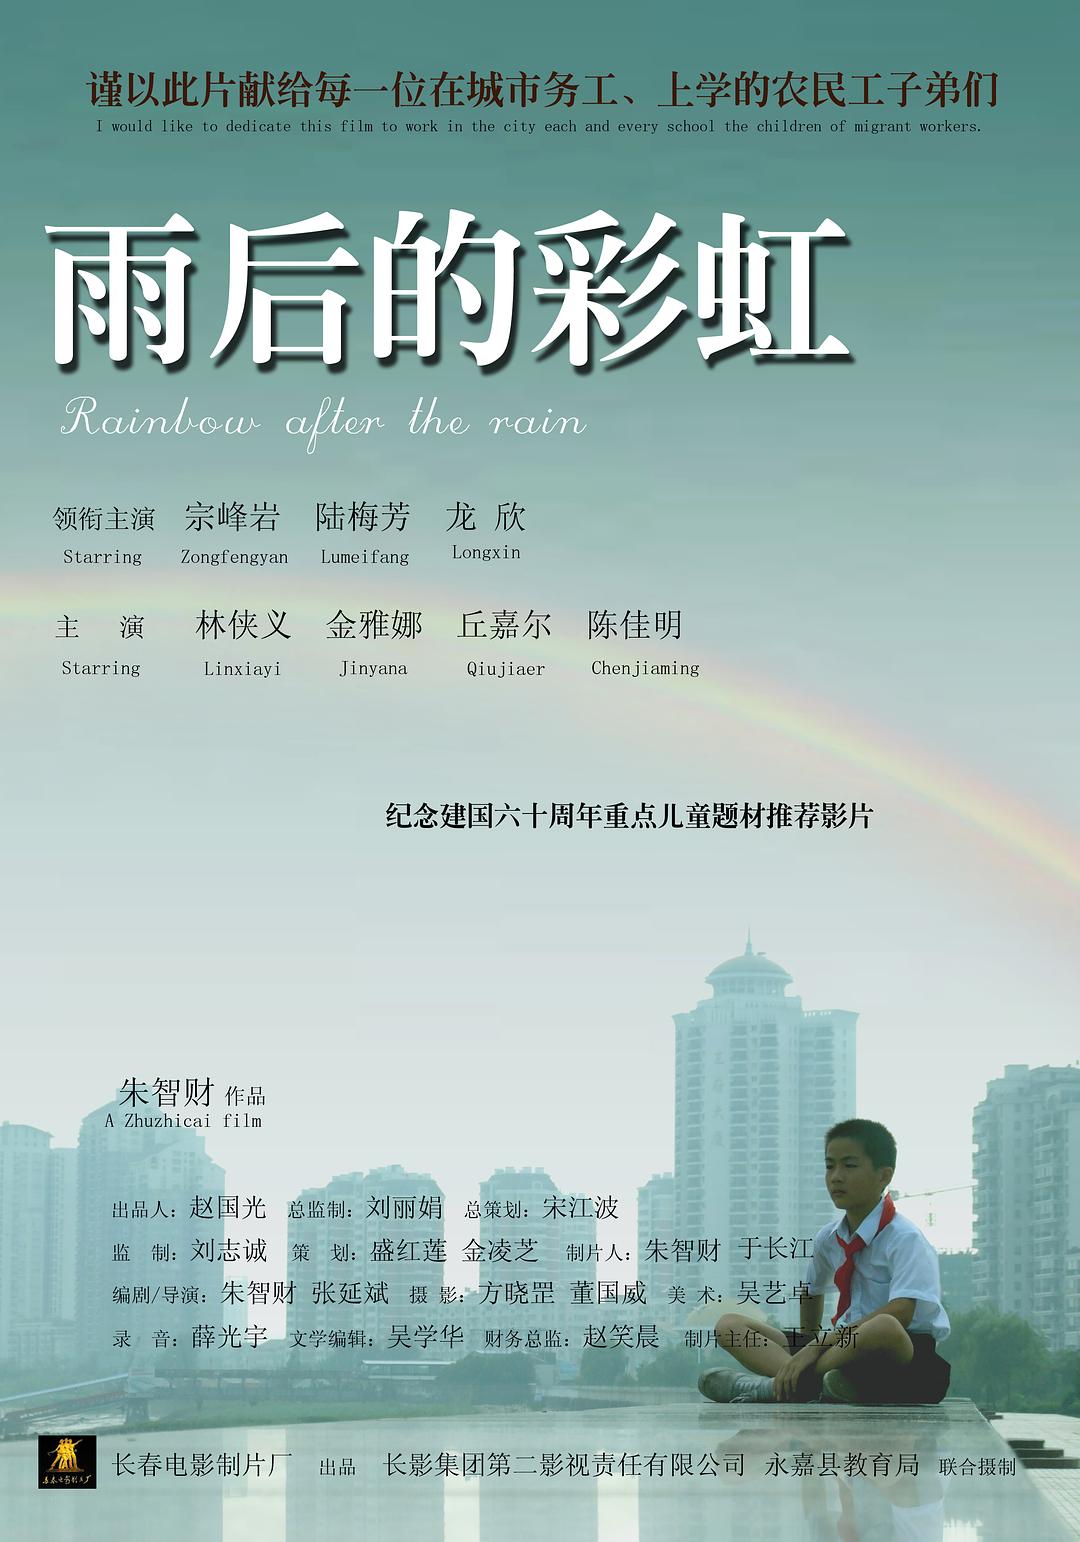 谨以此片献给每一位在城市务工、上学的农民工子弟们
I would like to dedicate this film to work in the city each and every school the children of migrant workers.
雨后的彩虹
Rainbow after the rain
领衔主演 宗峰岩 陆梅芳 龙 欣
Starring Zongfengyan Lumeifang Longxin
主 演 林侠义 金雅娜 丘嘉尔 陈佳明
Starring Linxiayi Jinyana Qiujiaer Chenjiaming
纪念建国六十周年重点儿童题材推荐影片
朱智财 作品
A Zhuzhicai film
出品人：赵国光 总监制：刘丽娟 总策划：宋江波
监 制：刘志诚 策 划：盛红莲 金凌芝 制片人：朱智财 于长江
编剧/导演：朱智财 张延斌 摄 影：方晓罡 董国威 美 术：吴艺卓
录 音：薛光宇 文学编辑：吴学华 财务总监：赵笑晨 制片主任：王立新
长春电影制片厂
长春电影制片厂 出品 长影集团第二影视责任有限公司 永嘉县教育局 联合摄制